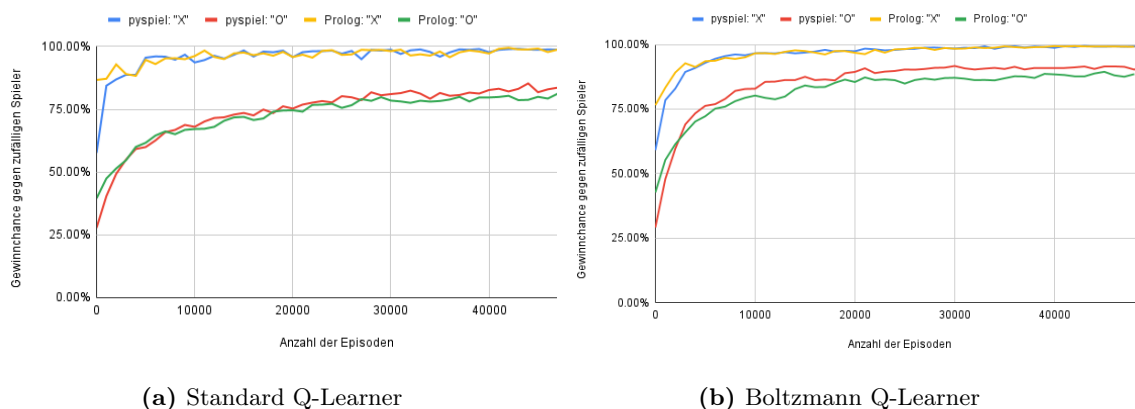 pyspiel: "X" pyspiel: "O" Prolog: "X" Prolog: "O"
Gewinnchance gegen zufälligen Spieler
100.00%
75.00%
50.00%
25.00%
0.00%
0 10000 20000 30000 40000
Anzahl der Episoden
(a) Standard Q-Learner
pyspiel: "X" pyspiel: "O" Prolog: "X" Prolog: "O"
Gewinnchance gegen zufälligen Spieler
100.00%
75.00%
50.00%
25.00%
0.00%
0 10000 20000 30000 40000
Anzahl der Episoden
(b) Boltzmann Q-Learner